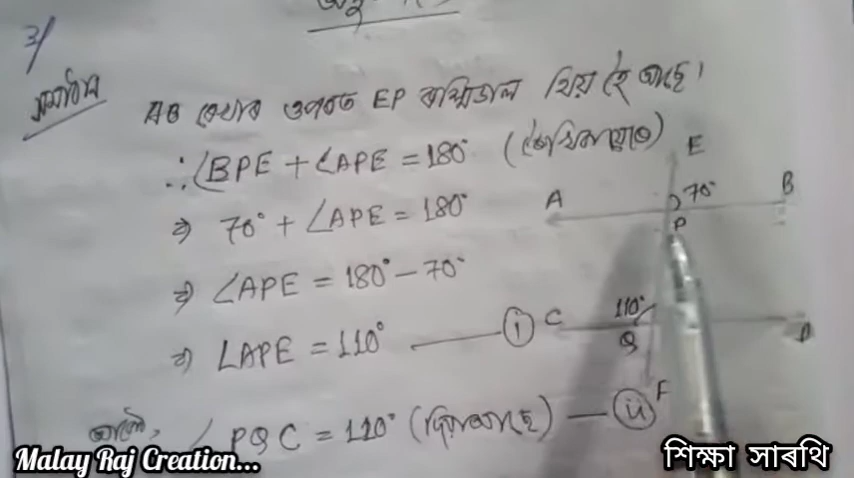 3/
সমাধান
AB ৰেখাৰ ওপৰত EP ৰশ্মিডাল থিয় হৈ আছে।
∴ ∠BPE + ∠APE = 180°
⇒ 70° + ∠APE = 180°
⇒ ∠APE = 180° - 70°
⇒ ∠APE = 110° —— (i)
∠PQC = 110° (দিয়া আছে) — (ii)
E
A 70° B
P
C 110° D
Q
F
Malay Raj Creation...
শিক্ষা সাৰথি